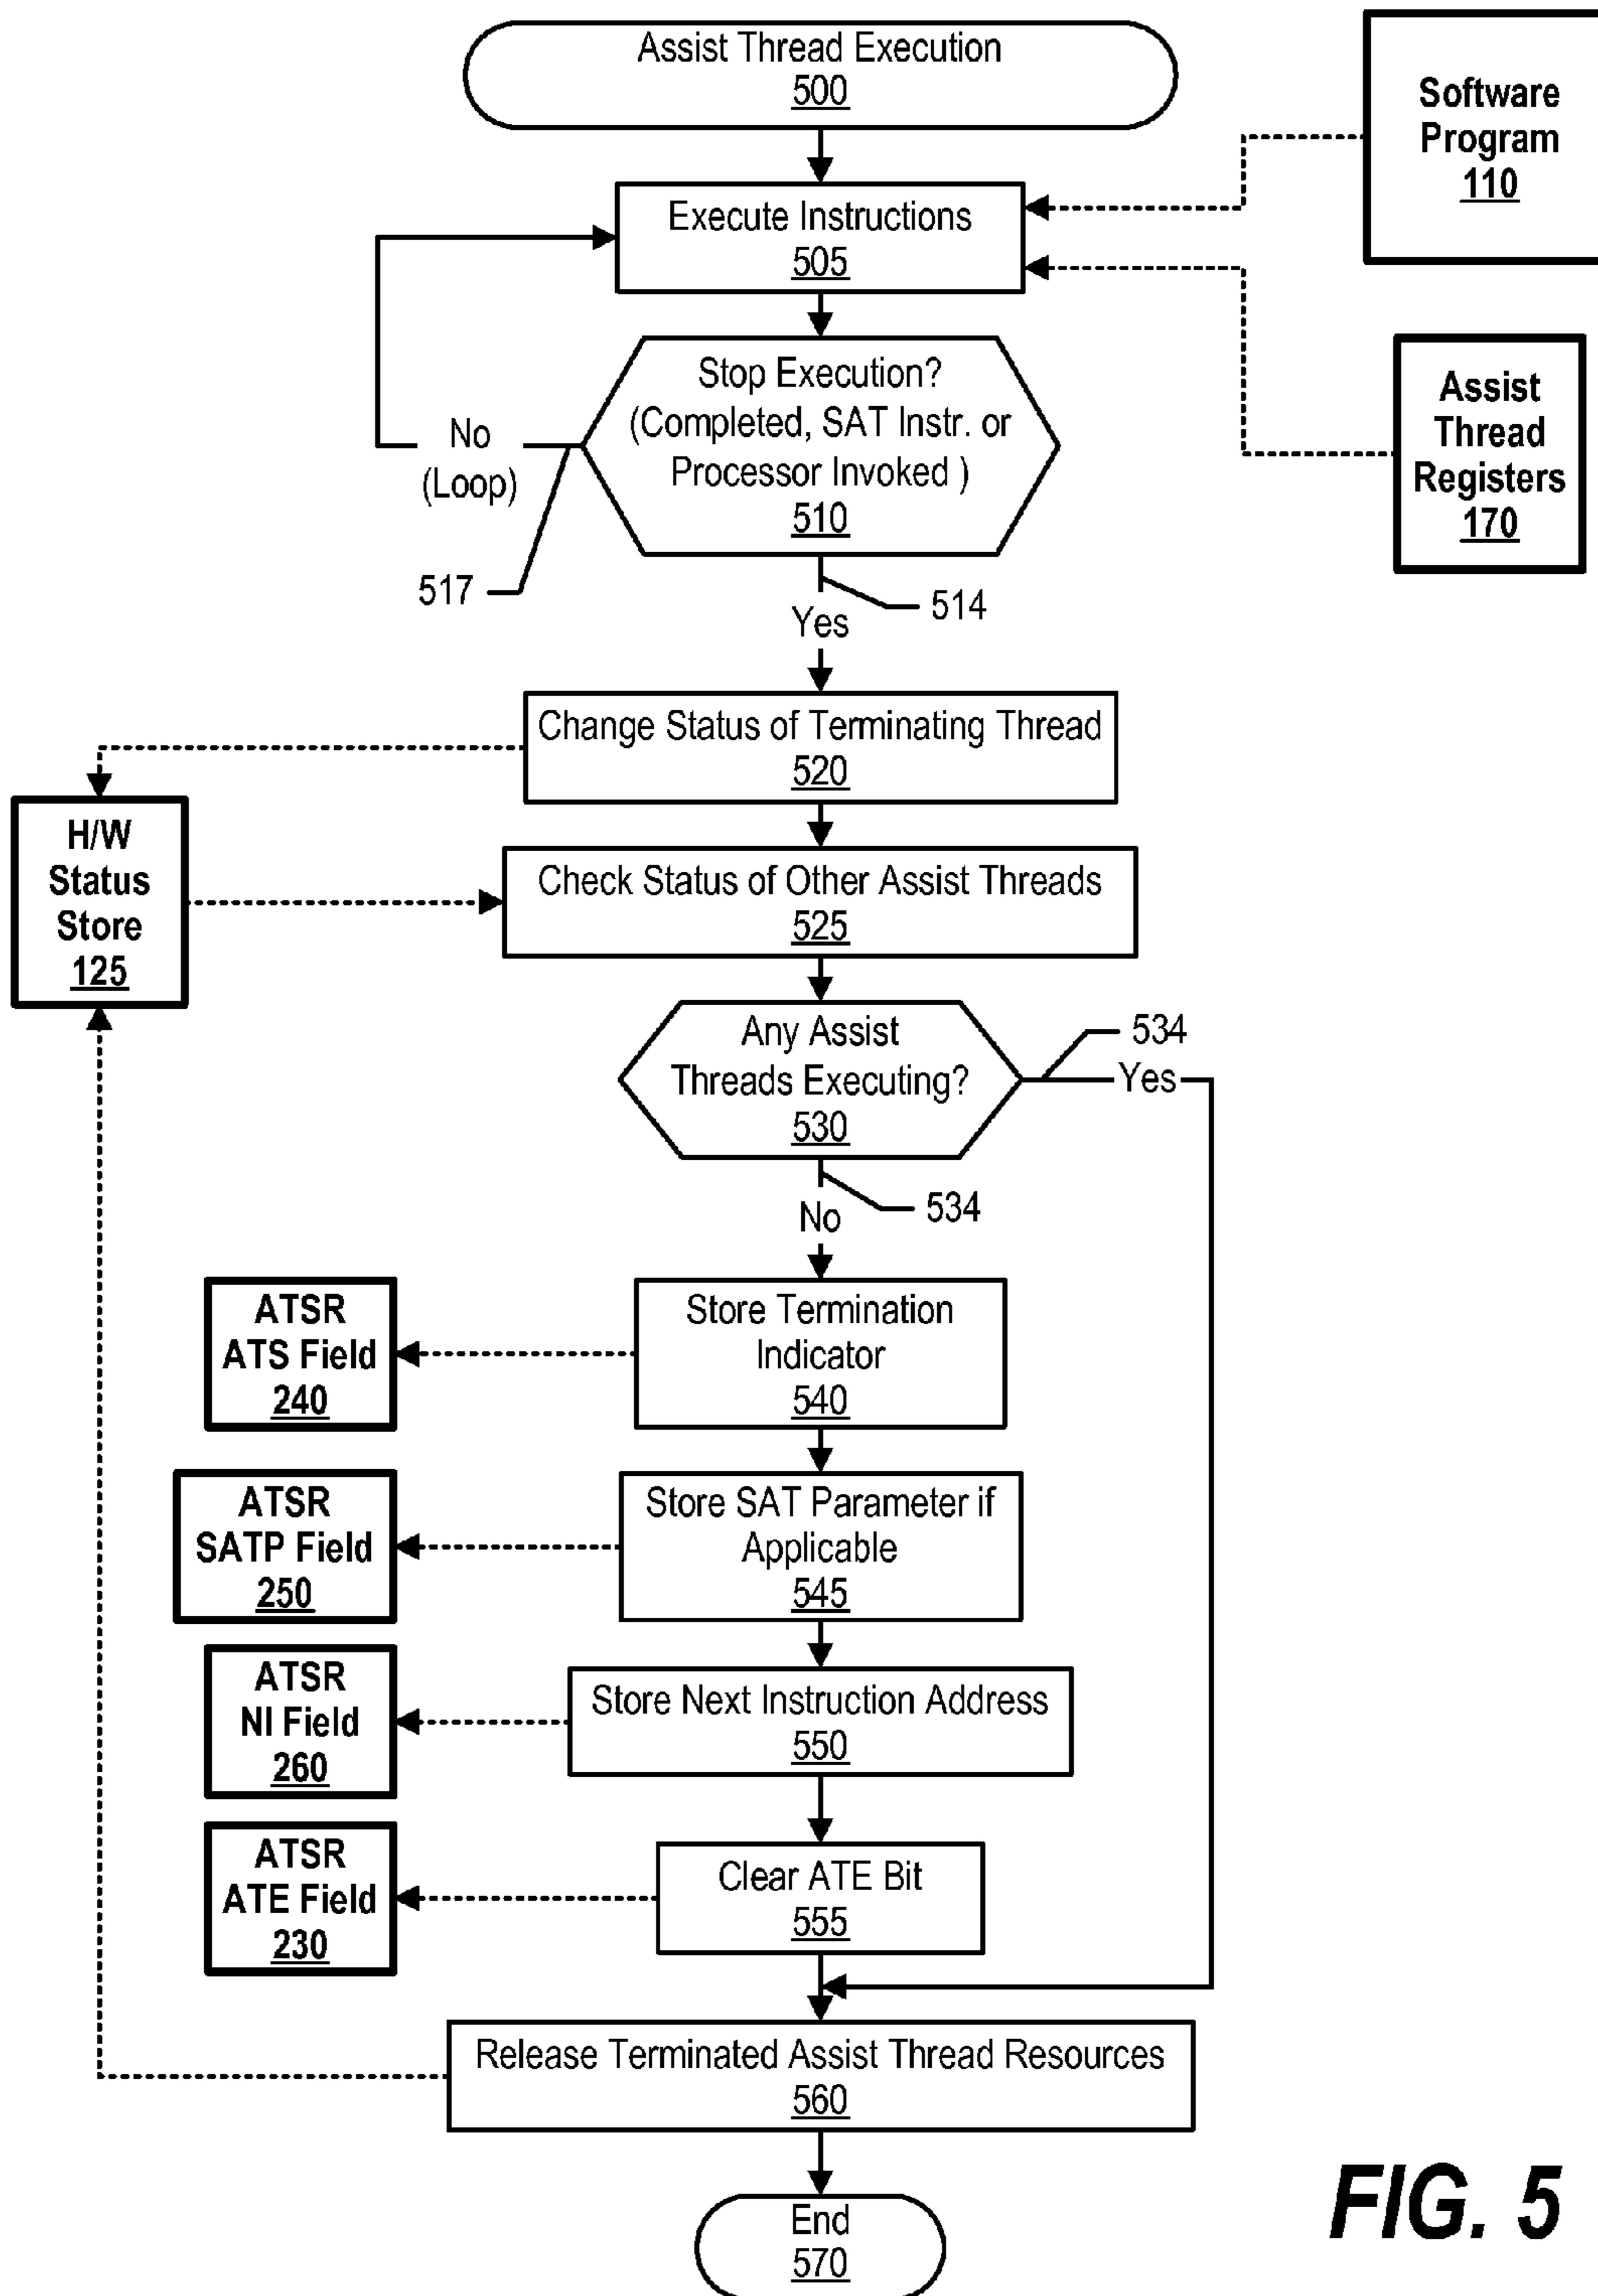 Assist Thread Execution
500
Software
Program
110
Execute Instructions
505
Stop Execution?
(Completed, SAT Instr. or
Processor Invoked )
510
No
(Loop)
517
514
Yes
Assist
Thread
Registers
170
Change Status of Terminating Thread
520
H/W
Status
Store
125
Check Status of Other Assist Threads
525
Any Assist
Threads Executing?
530
534
Yes
534
No
ATSR
ATS Field
240
Store Termination
Indicator
540
ATSR
SATP Field
250
Store SAT Parameter if
Applicable
545
ATSR
NI Field
260
Store Next Instruction Address
550
ATSR
ATE Field
230
Clear ATE Bit
555
Release Terminated Assist Thread Resources
560
End
570
FIG. 5